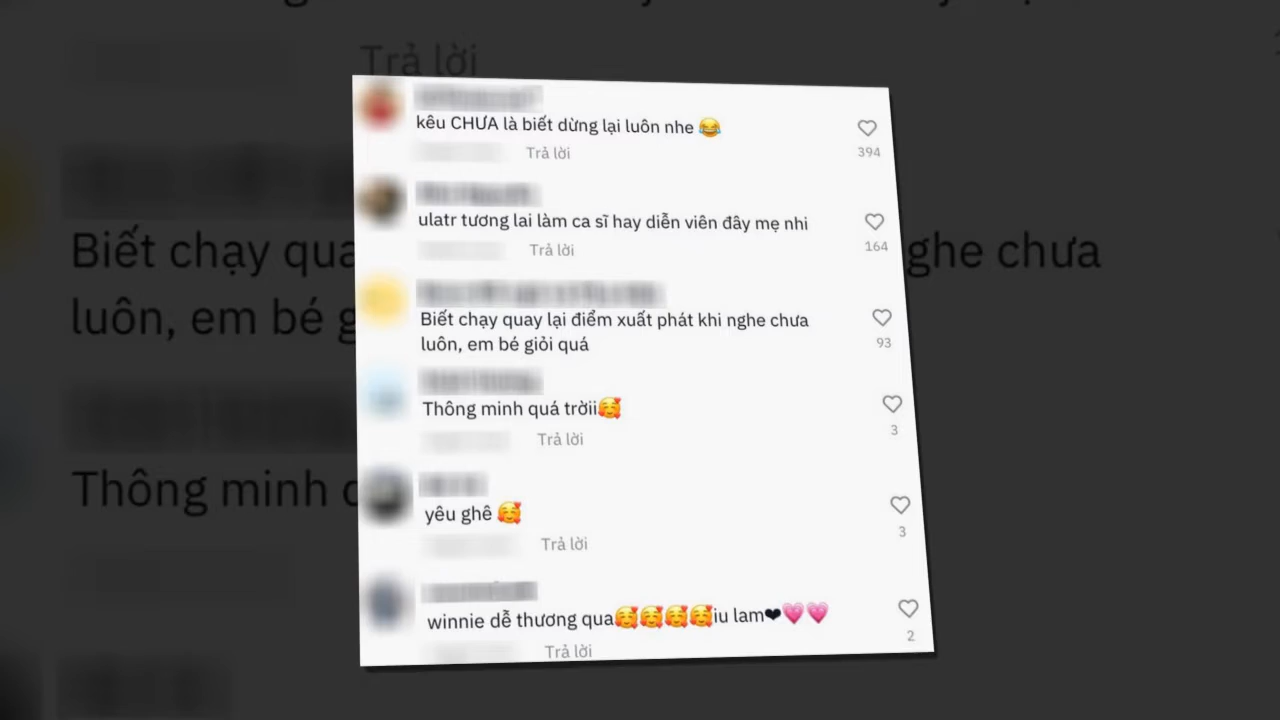 Trả lời
kêu CHƯA là biết dừng lại luôn nhe 😂
394
Trả lời
ulatr tương lai làm ca sĩ hay diễn viên đây mẹ nhi
164
Trả lời
Biết chạy quay lại điểm xuất phát khi nghe chưa
luôn, em bé giỏi quá
93
Thông minh quá trờii🥰
3
Trả lời
yêu ghê 🥰
3
Trả lời
winnie dễ thương qua🥰🥰🥰🥰iu lam❤💗💗
2
Trả lời
Biết chạy qua
ghe chưa
luôn, em bé g
Thông minh